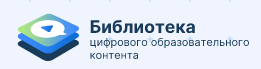 Библиотека
цифрового образовательного
контента